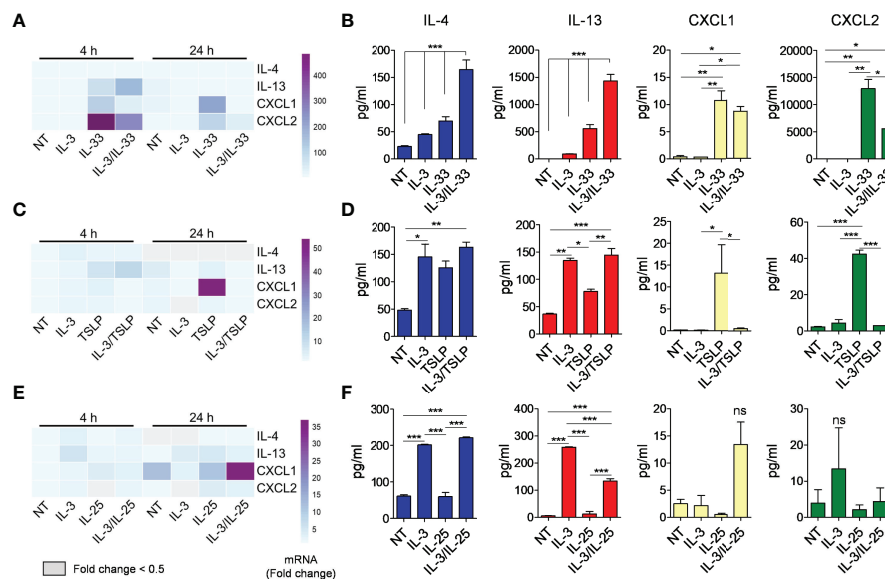 A
4 h
24 h
IL-4
IL-13
CXCL1
CXCL2
NT
IL-3
IL-33
IL-3/IL-33
NT
IL-3
IL-33
IL-3/IL-33
400
300
200
100
B
IL-4
IL-13
CXCL1
CXCL2
pg/ml
200
150
100
50
0
***
NT
IL-3
IL-33
IL-3/IL-33
pg/ml
2000
1500
1000
500
0
***
NT
IL-3
IL-33
IL-3/IL-33
pg/ml
20
15
10
5
0
*
*
**
**
NT
IL-3
IL-33
IL-3/IL-33
pg/ml
20000
15000
10000
5000
0
*
**
**
*
NT
IL-3
IL-33
IL-3/IL-33
C
4 h
24 h
IL-4
IL-13
CXCL1
CXCL2
NT
IL-3
TSLP
IL-3/TSLP
NT
IL-3
TSLP
IL-3/TSLP
50
40
30
20
10
D
pg/ml
200
150
100
50
0
**
*
NT
IL-3
TSLP
IL-3/TSLP
pg/ml
200
150
100
50
0
***
**
*
**
NT
IL-3
TSLP
IL-3/TSLP
pg/ml
25
20
15
10
5
0
*
*
NT
IL-3
TSLP
IL-3/TSLP
pg/ml
60
40
20
0
***
***
***
NT
IL-3
TSLP
IL-3/TSLP
E
4 h
24 h
IL-4
IL-13
CXCL1
CXCL2
NT
IL-3
IL-25
IL-3/IL-25
NT
IL-3
IL-25
IL-3/IL-25
35
30
25
20
15
10
5
Fold change < 0.5
mRNA
(Fold change)
F
pg/ml
300
200
100
0
***
***
***
***
NT
IL-3
IL-25
IL-3/IL-25
pg/ml
300
200
100
0
***
***
***
***
***
NT
IL-3
IL-25
IL-3/IL-25
pg/ml
20
15
10
5
0
ns
NT
IL-3
IL-25
IL-3/IL-25
pg/ml
30
20
10
0
ns
NT
IL-3
IL-25
IL-3/IL-25